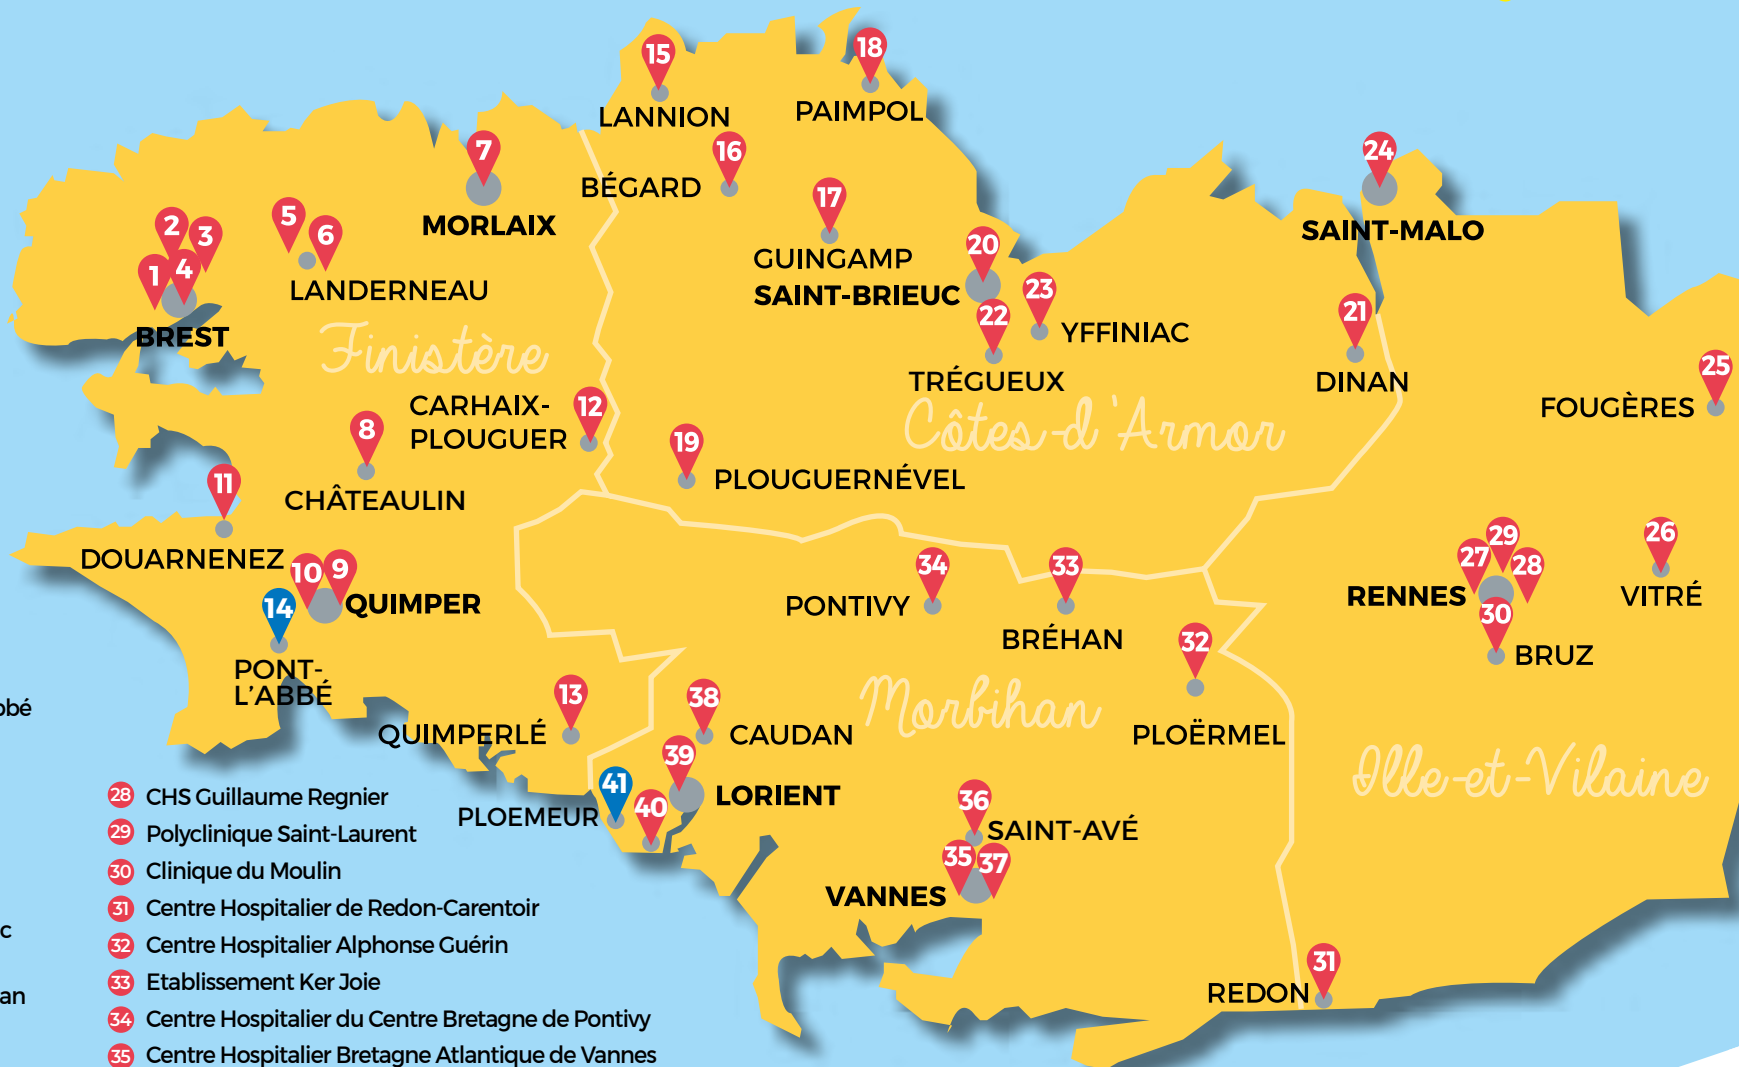 15
LANNION
18
PAIMPOL
7
MORLAIX
16
BÉGARD
24
SAINT-MALO
17
GUINGAMP
2
3
5
6
LANDERNEAU
1
4
BREST
20
SAINT-BRIEUC
23
YFFINIAC
22
TRÉGUEUX
21
DINAN
25
FOUGÈRES
Finistère
Côtes-d'Armor
12
CARHAIX-
PLOUGUER
8
CHÂTEAULIN
19
PLOUGUERNÉVEL
11
DOUARNENEZ
10
9
QUIMPER
14
PONT-
L'ABBÉ
34
PONTIVY
33
BRÉHAN
27
29
28
RENNES
30
BRUZ
26
VITRÉ
32
PLOËRMEL
Morbihan
Ille-et-Vilaine
13
QUIMPERLÉ
38
CAUDAN
39
LORIENT
41
PLOEMEUR
40
36
SAINT-AVÉ
35
37
VANNES
31
REDON
28 CHS Guillaume Regnier
29 Polyclinique Saint-Laurent
30 Clinique du Moulin
31 Centre Hospitalier de Redon-Carentoir
32 Centre Hospitalier Alphonse Guérin
33 Etablissement Ker Joie
34 Centre Hospitalier du Centre Bretagne de Pontivy
35 Centre Hospitalier Bretagne Atlantique de Vannes